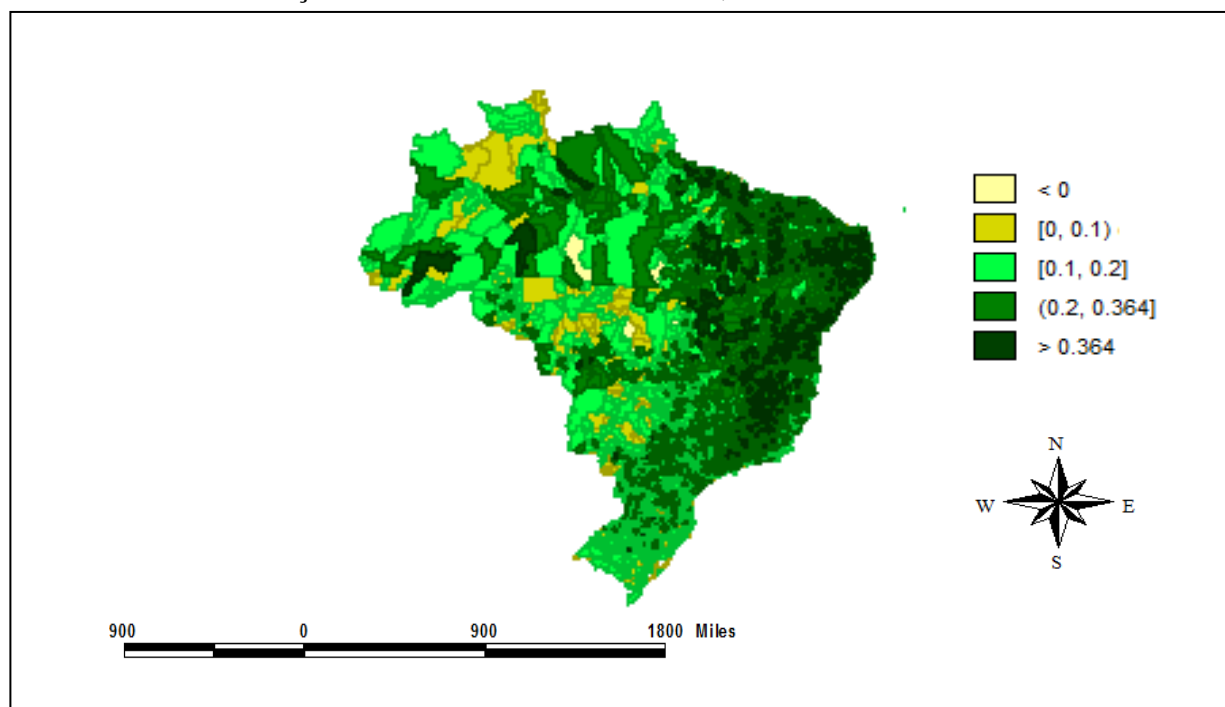 < 0
[0, 0.1)
[0.1, 0.2]
(0.2, 0.364]
> 0.364
N
W E
S
900 0 900 1800 Miles